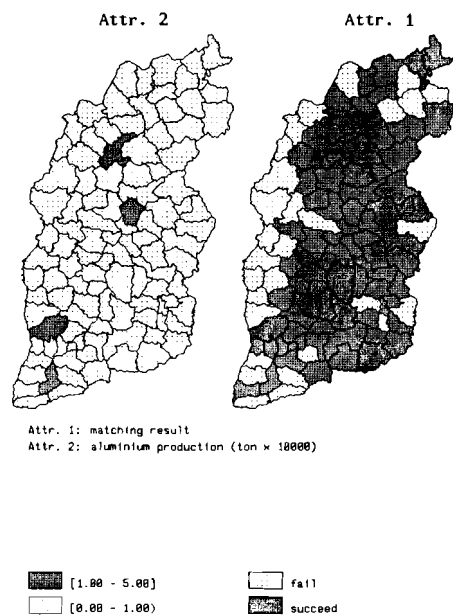 Attr. 2
Attr. 1
Attr. 1: matching result
Attr. 2: aluminium production (ton × 10000)
[1.00 - 5.00]
fail
[0.00 - 1.00)
succeed